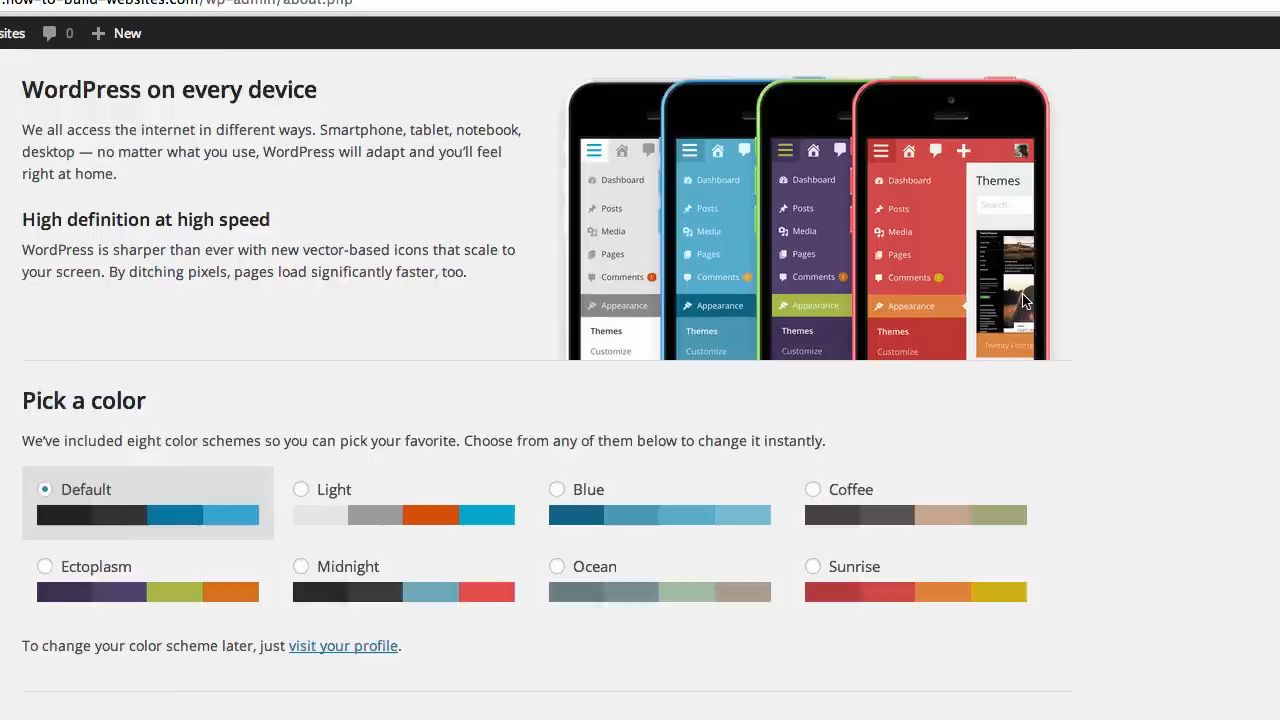 .how-to-build-websites.com/wp-admin/about.php
sites 0 New
WordPress on every device
We all access the internet in different ways. Smartphone, tablet, notebook,
desktop — no matter what you use, WordPress will adapt and you'll feel
right at home.
High definition at high speed
WordPress is sharper than ever with new vector-based icons that scale to
your screen. By ditching pixels, pages load significantly faster, too.
Dashboard
Posts
Media
Pages
Comments
Appearance
Themes
Customize
Dashboard
Posts
Media
Pages
Comments
Appearance
Themes
Customize
Dashboard
Posts
Media
Pages
Comments
Appearance
Themes
Customize
Dashboard
Posts
Media
Pages
Comments
Appearance
Themes
Customize
Themes
Search...
Pick a color
We've included eight color schemes so you can pick your favorite. Choose from any of them below to change it instantly.
Default
Light
Blue
Coffee
Ectoplasm
Midnight
Ocean
Sunrise
To change your color scheme later, just visit your profile.